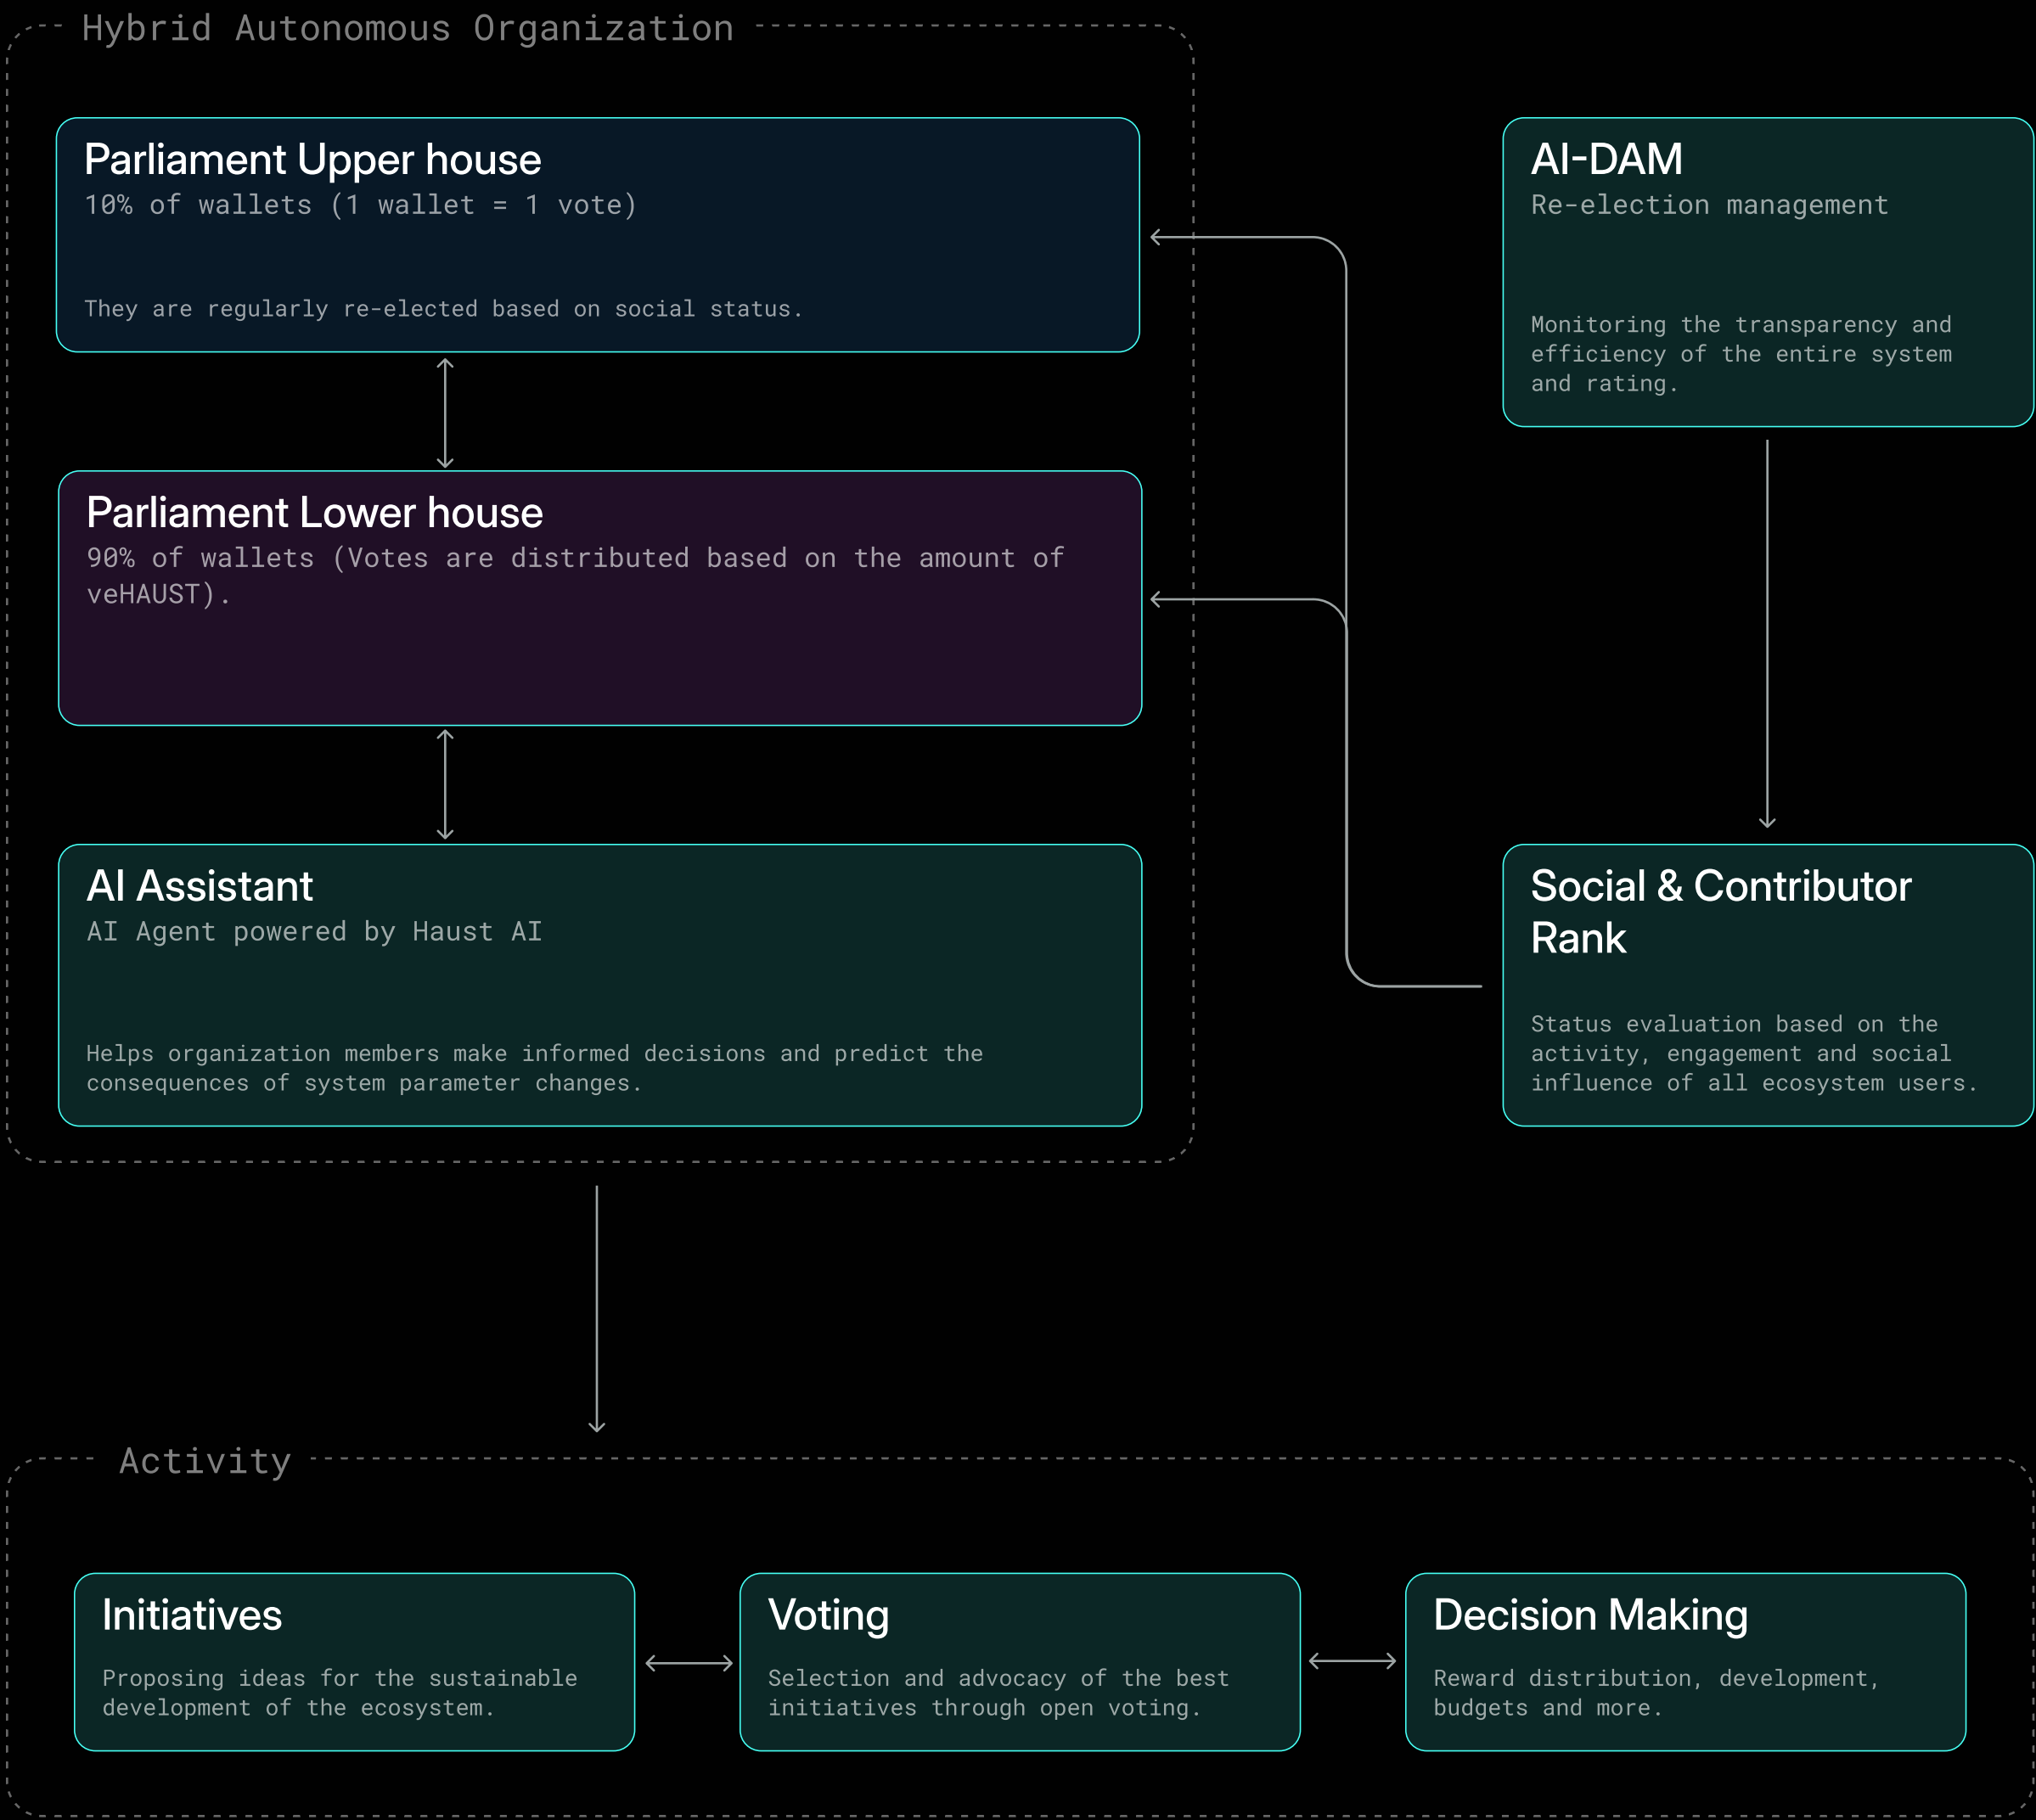 Hybrid Autonomous Organization
Parliament Upper house
10% of wallets (1 wallet = 1 vote)
They are regularly re-elected based on social status.
Parliament Lower house
90% of wallets (Votes are distributed based on the amount of
veHAUST).
AI Assistant
AI Agent powered by Haust AI
Helps organization members make informed decisions and predict the
consequences of system parameter changes.
AI-DAM
Re-election management
Monitoring the transparency and
efficiency of the entire system
and rating.
Social & Contributor
Rank
Status evaluation based on the
activity, engagement and social
influence of all ecosystem users.
Activity
Initiatives
Proposing ideas for the sustainable
development of the ecosystem.
Voting
Selection and advocacy of the best
initiatives through open voting.
Decision Making
Reward distribution, development,
budgets and more.